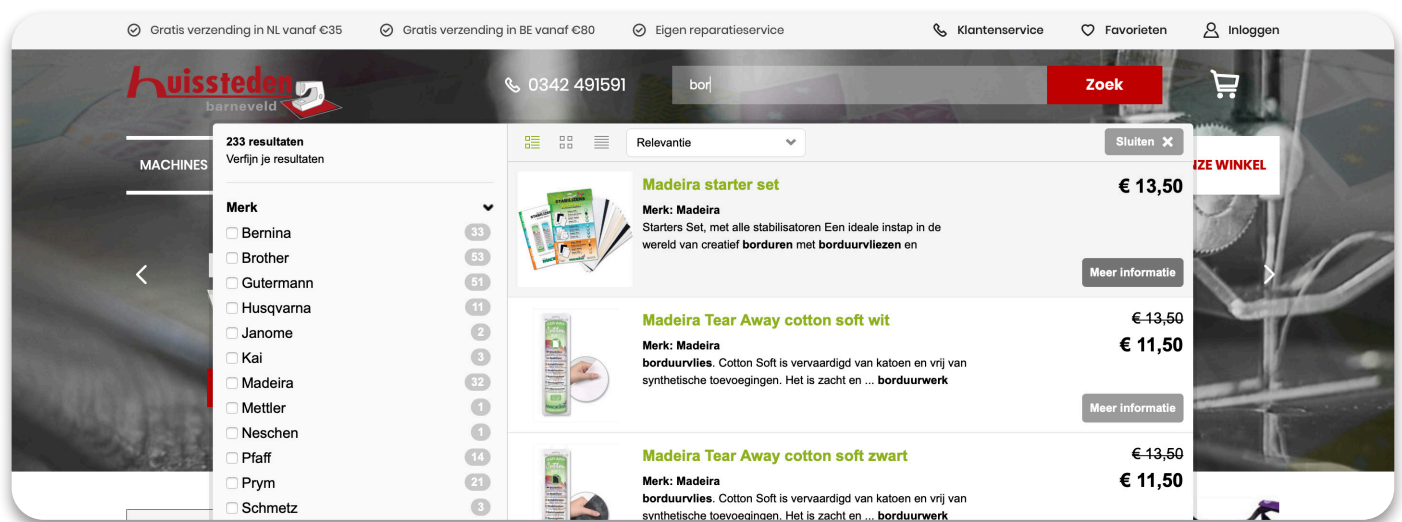 Gratis verzending in NL vanaf €35
Gratis verzending in BE vanaf €80
Eigen reparatieservice
Klantenservice
Favorieten
Inloggen
huissteden
barneveld
0342 491591
bor
Zoek
MACHINES
NZE WINKEL
233 resultaten
Verfijn je resultaten
Merk
Bernina 33
Brother 53
Gutermann 51
Husqvarna 11
Janome 2
Kai 3
Madeira 32
Mettler 1
Neschen 1
Pfaff 14
Prym 21
Schmetz 3
Relevantie
Sluiten
Madeira starter set
€ 13,50
Merk: Madeira
Starters Set, met alle stabilisatoren Een ideale instap in de
wereld van creatief borduren met borduurvliezen en
Meer informatie
Madeira Tear Away cotton soft wit
€ 13,50
Merk: Madeira
€ 11,50
borduurvlies. Cotton Soft is vervaardigd van katoen en vrij van
synthetische toevoegingen. Het is zacht en ... borduurwerk
Meer informatie
Madeira Tear Away cotton soft zwart
€ 13,50
Merk: Madeira
€ 11,50
borduurvlies. Cotton Soft is vervaardigd van katoen en vrij van
synthetische toevoegingen. Het is zacht en ... borduurwerk